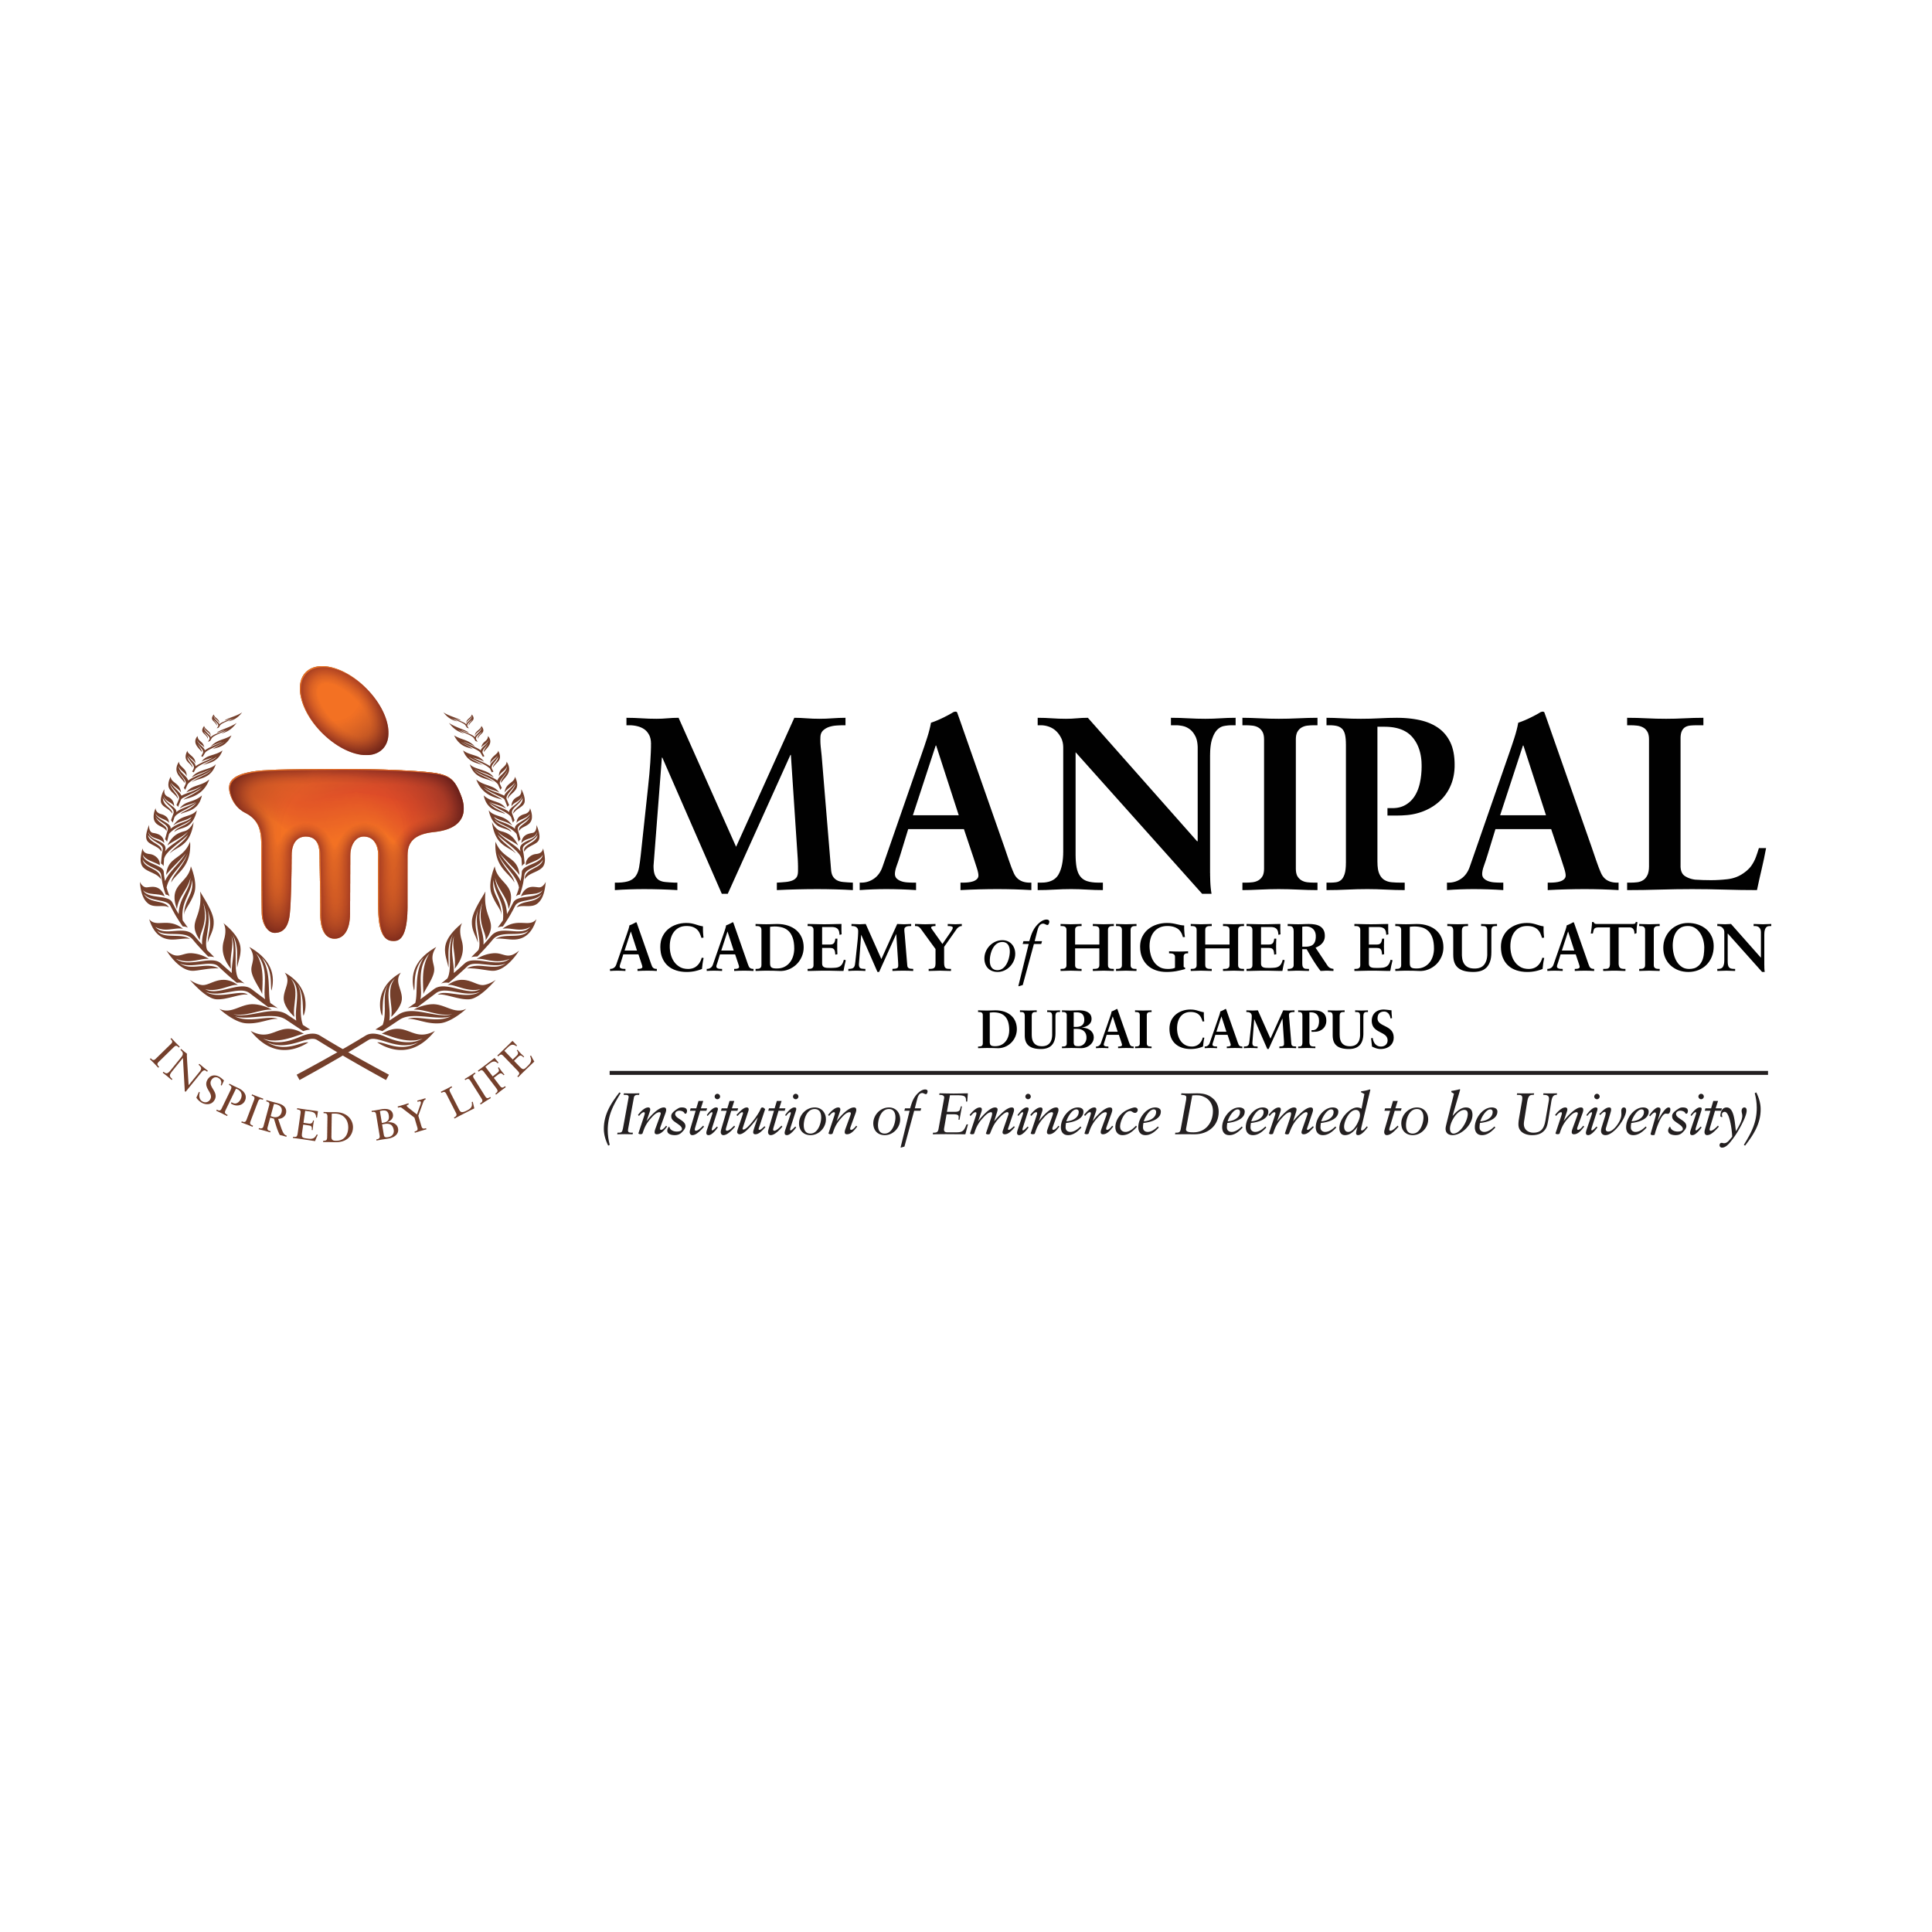 INSPIRED BY LIFE
MANIPAL
ACADEMY of HIGHER EDUCATION
DUBAI CAMPUS
(Institution of Eminence Deemed to be University)